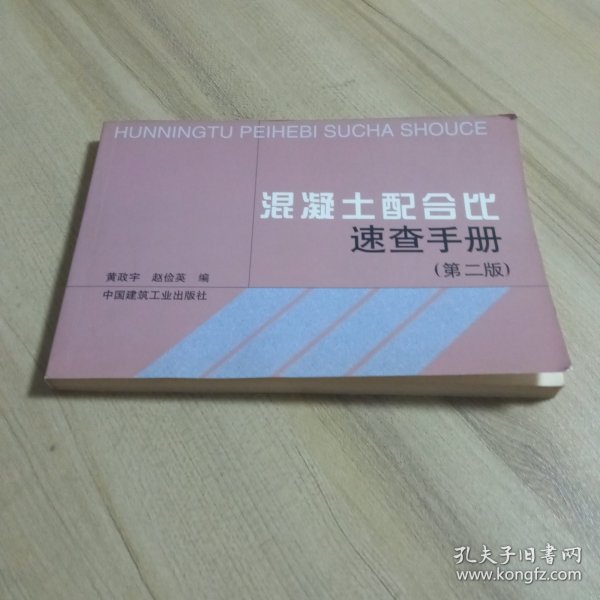 HUNNINGTU PEIHEBI SUCHA SHOUCE
混凝土配合比
速查手册
(第二版)
黄政宇 赵俭英 编
中国建筑工业出版社
孔夫子旧书网
www.kongfz.com